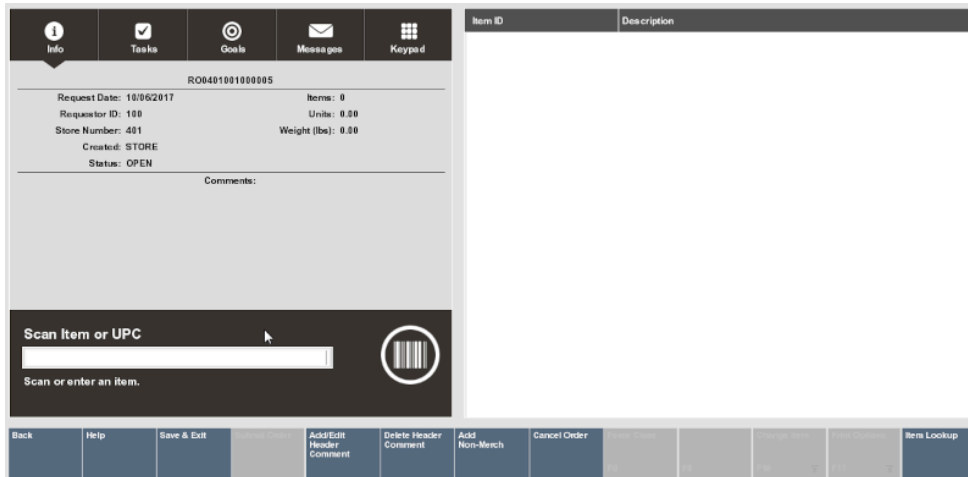 Info Tasks Goals Messages Keypad
RO0401001000005
Request Date: 10/06/2017 Items: 0
Requestor ID: 100 Units: 0.00
Store Number: 401 Weight (lbs): 0.00
Created: STORE
Status: OPEN
Comments:
Scan Item or UPC
Scan or enter an item.
Item ID Description
Back Help Save & Exit Add/Edit Delete Header Add Cancel Order Item Lookup
Header Comment Non-Merch
Comment